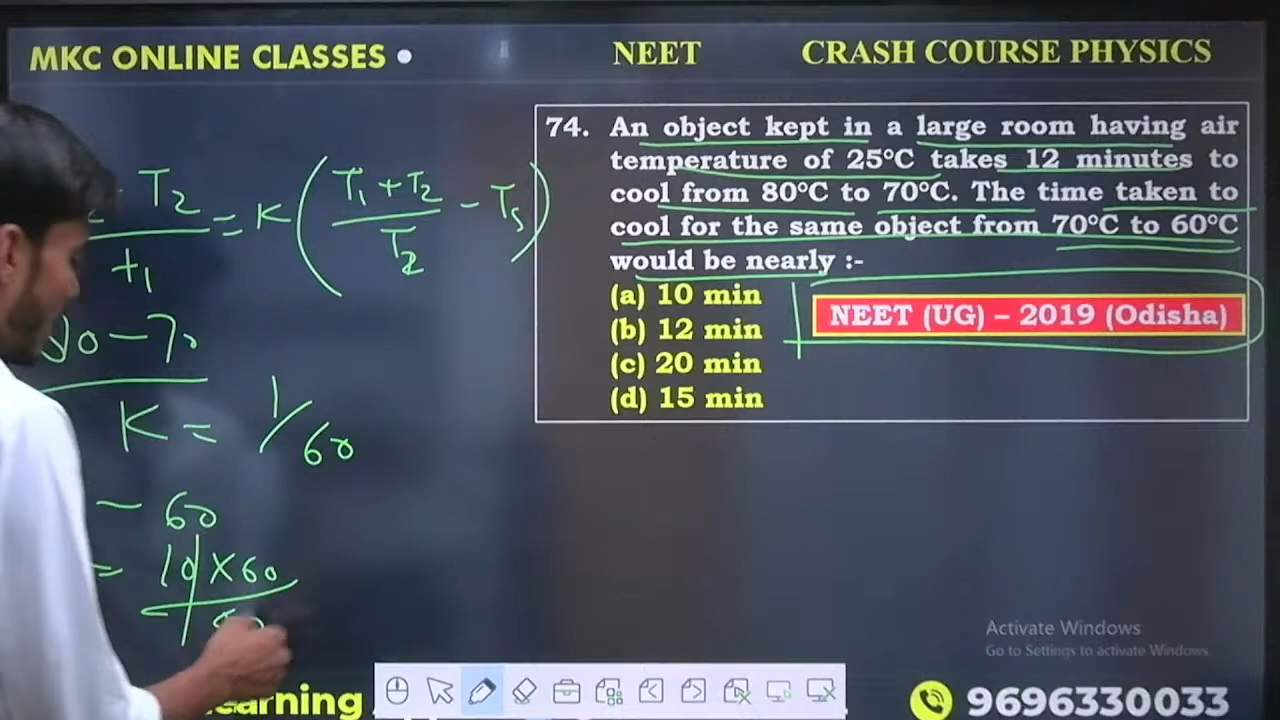 MKC ONLINE CLASSES
NEET
CRASH COURSE PHYSICS
74. An object kept in a large room having air
temperature of 25°C takes 12 minutes to
cool from 80°C to 70°C. The time taken to
cool for the same object from 70°C to 60°C
would be nearly :-
(a) 10 min
(b) 12 min
(c) 20 min
(d) 15 min
NEET (UG) – 2019 (Odisha)
- T₂ / t₁ = K ( T₁ + T₂ / T₂ - Tₛ )
80 - 70
K = 1/60
- 60
= 10 × 60
Activate Windows
Go to Settings to activate Windows.
9696330033